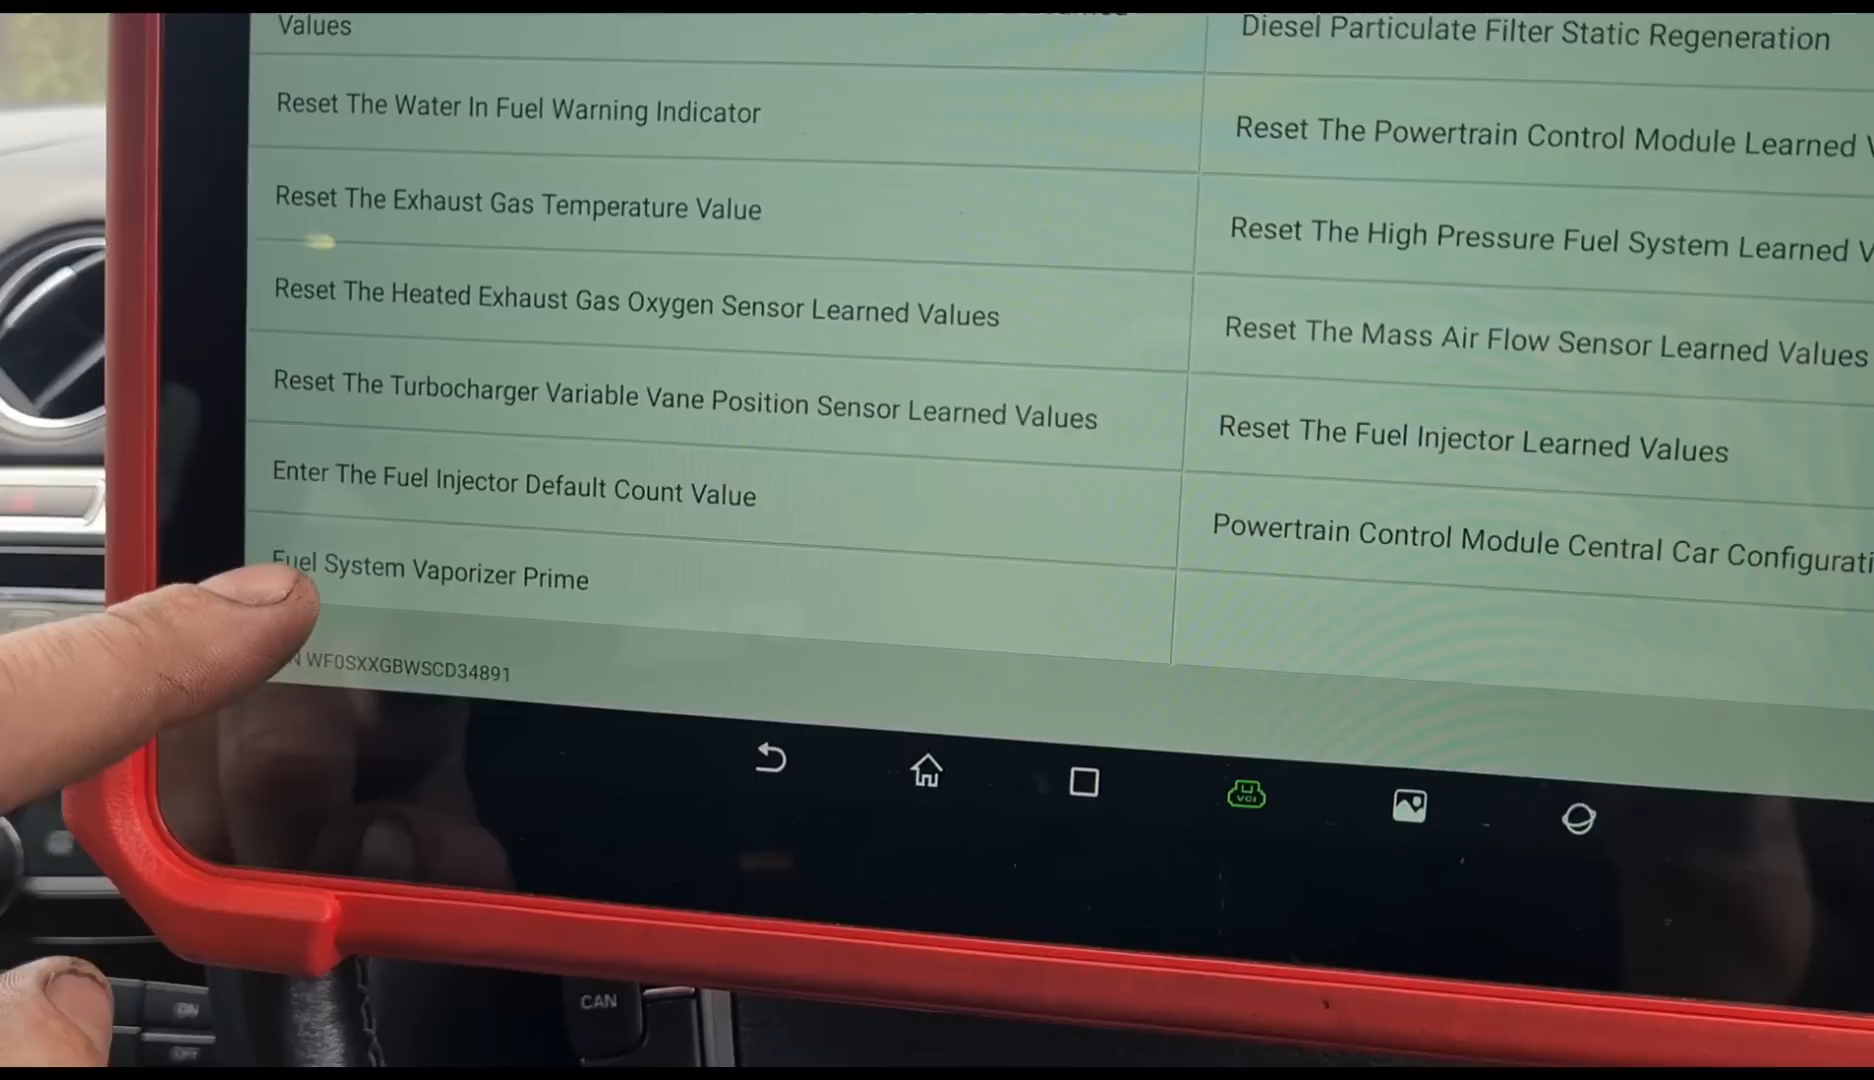 Values
Reset The Water In Fuel Warning Indicator
Reset The Exhaust Gas Temperature Value
Reset The Heated Exhaust Gas Oxygen Sensor Learned Values
Reset The Turbocharger Variable Vane Position Sensor Learned Values
Enter The Fuel Injector Default Count Value
Fuel System Vaporizer Prime
Diesel Particulate Filter Static Regeneration
Reset The Powertrain Control Module Learned
Reset The High Pressure Fuel System Learned
Reset The Mass Air Flow Sensor Learned Values
Reset The Fuel Injector Learned Values
Powertrain Control Module Central Car Configurati
WF0SXXGBWSCD34891
VCI
CAN
ON
OFF